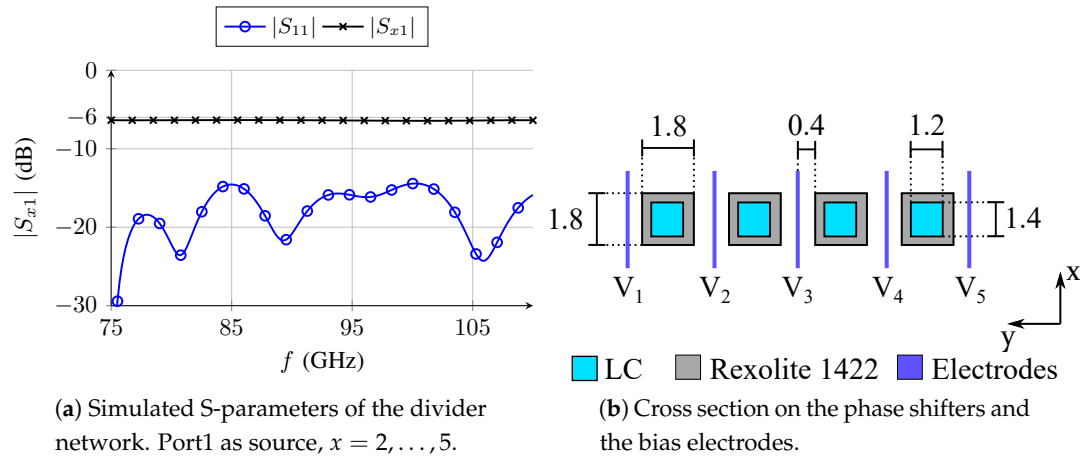 |S11| |Sx1|
|Sx1| (dB)
0
−6
−10
−20
−30
75 85 95 105
f (GHz)
(a) Simulated S-parameters of the divider
network. Port1 as source, x = 2, . . . , 5.
1.8 0.4 1.2
1.8 1.4
V1 V2 V3 V4 V5
x
y
LC Rexolite 1422 Electrodes
(b) Cross section on the phase shifters and
the bias electrodes.